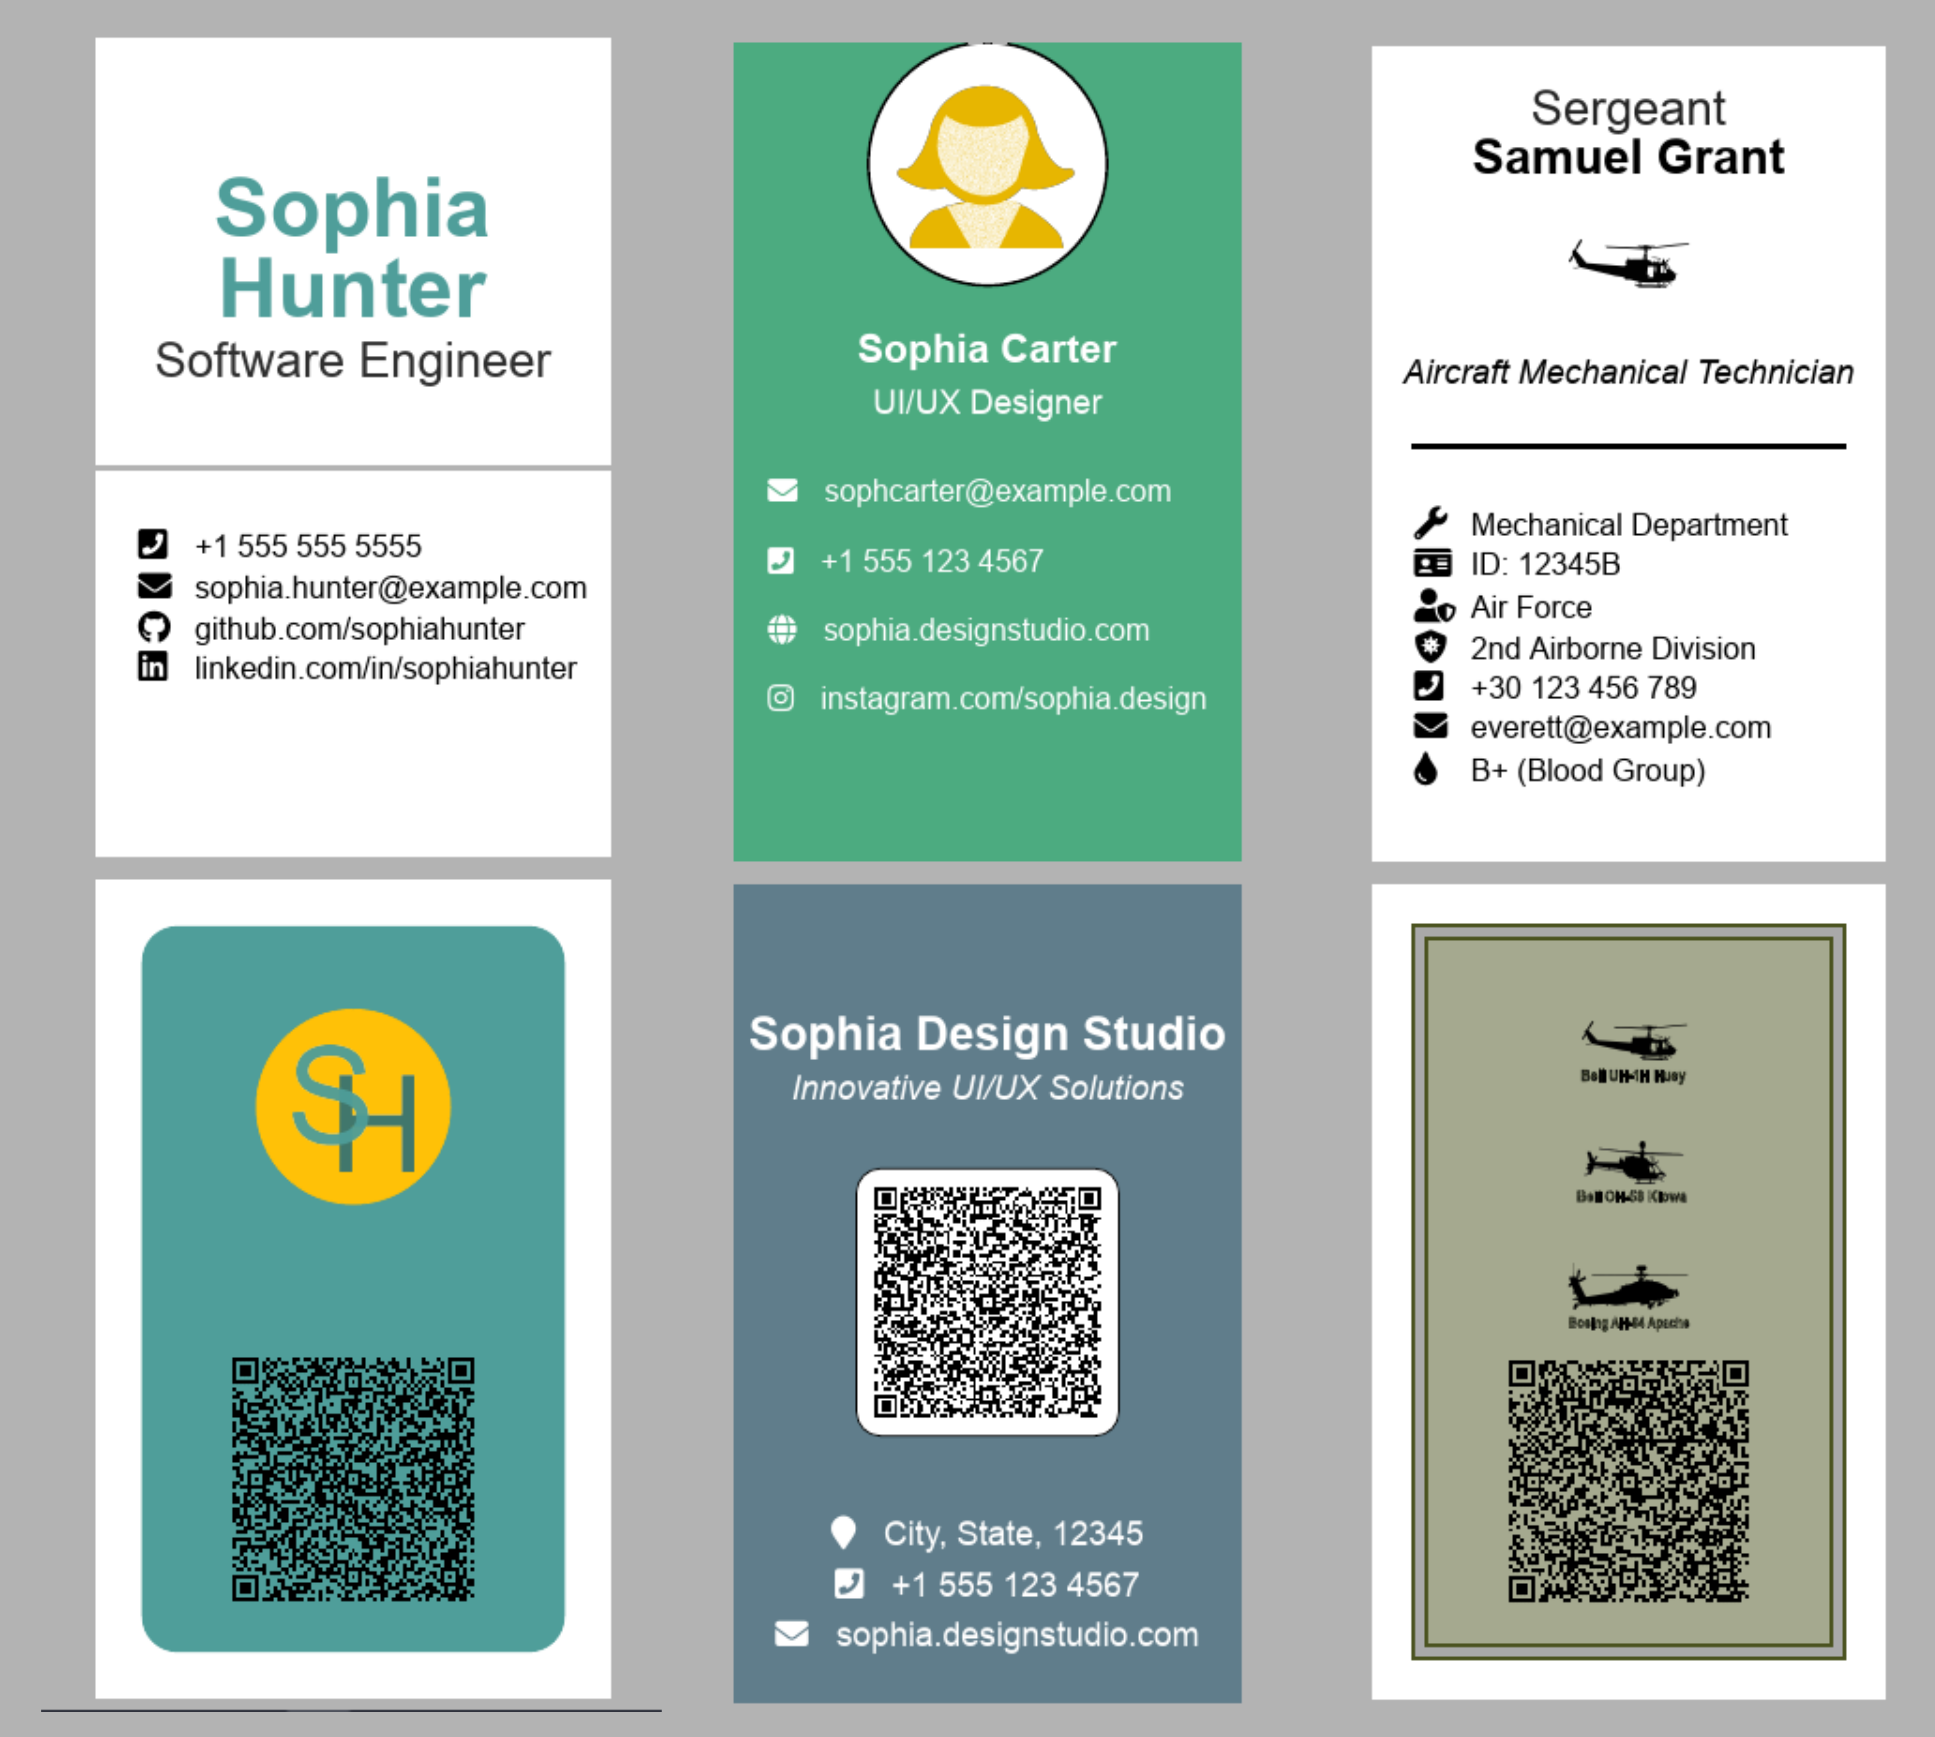 Sophia
Hunter
Software Engineer
+1 555 555 5555
sophia.hunter@example.com
github.com/sophiahunter
linkedin.com/in/sophiahunter
SH
Sophia Carter
UI/UX Designer
sophcarter@example.com
+1 555 123 4567
sophia.designstudio.com
instagram.com/sophia.design
Sophia Design Studio
Innovative UI/UX Solutions
City, State, 12345
+1 555 123 4567
sophia.designstudio.com
Sergeant
Samuel Grant
Aircraft Mechanical Technician
Mechanical Department
ID: 12345B
Air Force
2nd Airborne Division
+30 123 456 789
everett@example.com
B+ (Blood Group)
Bell UH-1H Huey
Bell OH-58 Kiowa
Boeing AH-64 Apache